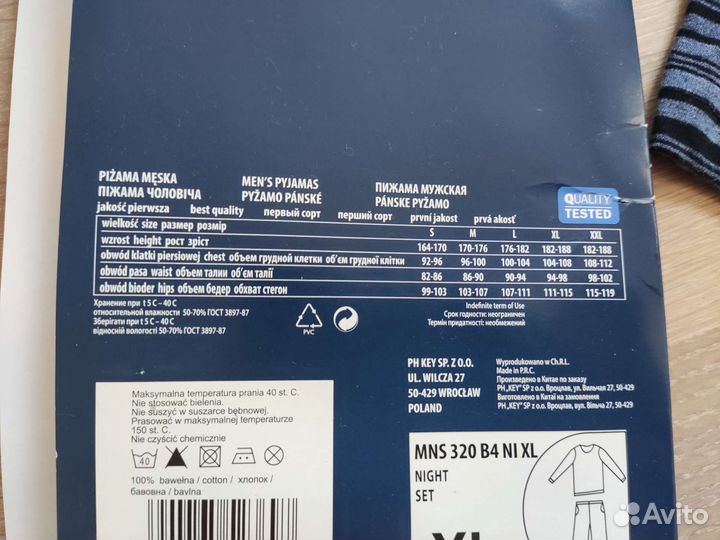 PIŻAMA MĘSKA MEN'S PYJAMAS ПИЖАМА МУЖСКАЯ
ПІЖАМА ЧОЛОВІЧА PYŽAMO PÁNSKÉ PÁNSKE PYŽAMO
jakość pierwsza best quality первый сорт перший сорт první jakost prvá akosť
QUALITY
TESTED
wielkość size размер розмір S M L XL XXL
wzrost height рост зріст 164-170 170-176 176-182 182-188 182-188
obwód klatki piersiowej chest объем грудной клетки об'єм грудної клітки 92-96 96-100 100-104 104-108 108-112
obwód pasa waist объем талии об'єм талії 82-86 86-90 90-94 94-98 98-102
obwód bioder hips объем бедер обхват стегон 99-103 103-107 107-111 111-115 115-119
Хранение при t 5 C – 40 C
относительной влажности 50-70% ГОСТ 3897-87
Зберігати при t 5 C – 40 C
відносній вологості 50-70% ГОСТ 3897-87
PVC
Indefinite term of Use
Срок годности: неограничен
Термін придатності: необмежений
PH KEY SP. Z O.O.
UL. WILCZA 27
50-429 WROCŁAW
POLAND
Wyprodukowano w Ch.R.L.
Made in P.R.C.
Произведено в Китае по заказу
PH „KEY" SP z o.o. Вроцлав, ул. Вильчая 27, 50-429
Виготовлено в Китаї на замовлення
PH „KEY" SP z o.o. Вроцлав, вул. Вільча 27, 50-429
Maksymalna temperatura prania 40 st. C.
Nie stosować bielenia.
Nie suszyć w suszarce bębnowej.
Prasować w maksymalnej temperaturze
150 st. C.
Nie czyścić chemicznie
40
100% bawełna / cotton / хлопок /
бавовна / bavlna
MNS 320 B4 NI XL
NIGHT
SET
XL
Avito